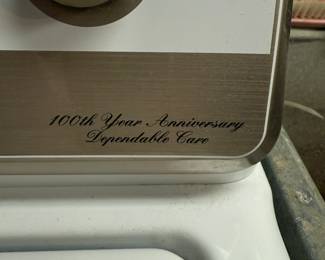 100th Year Anniversary
Dependable Care